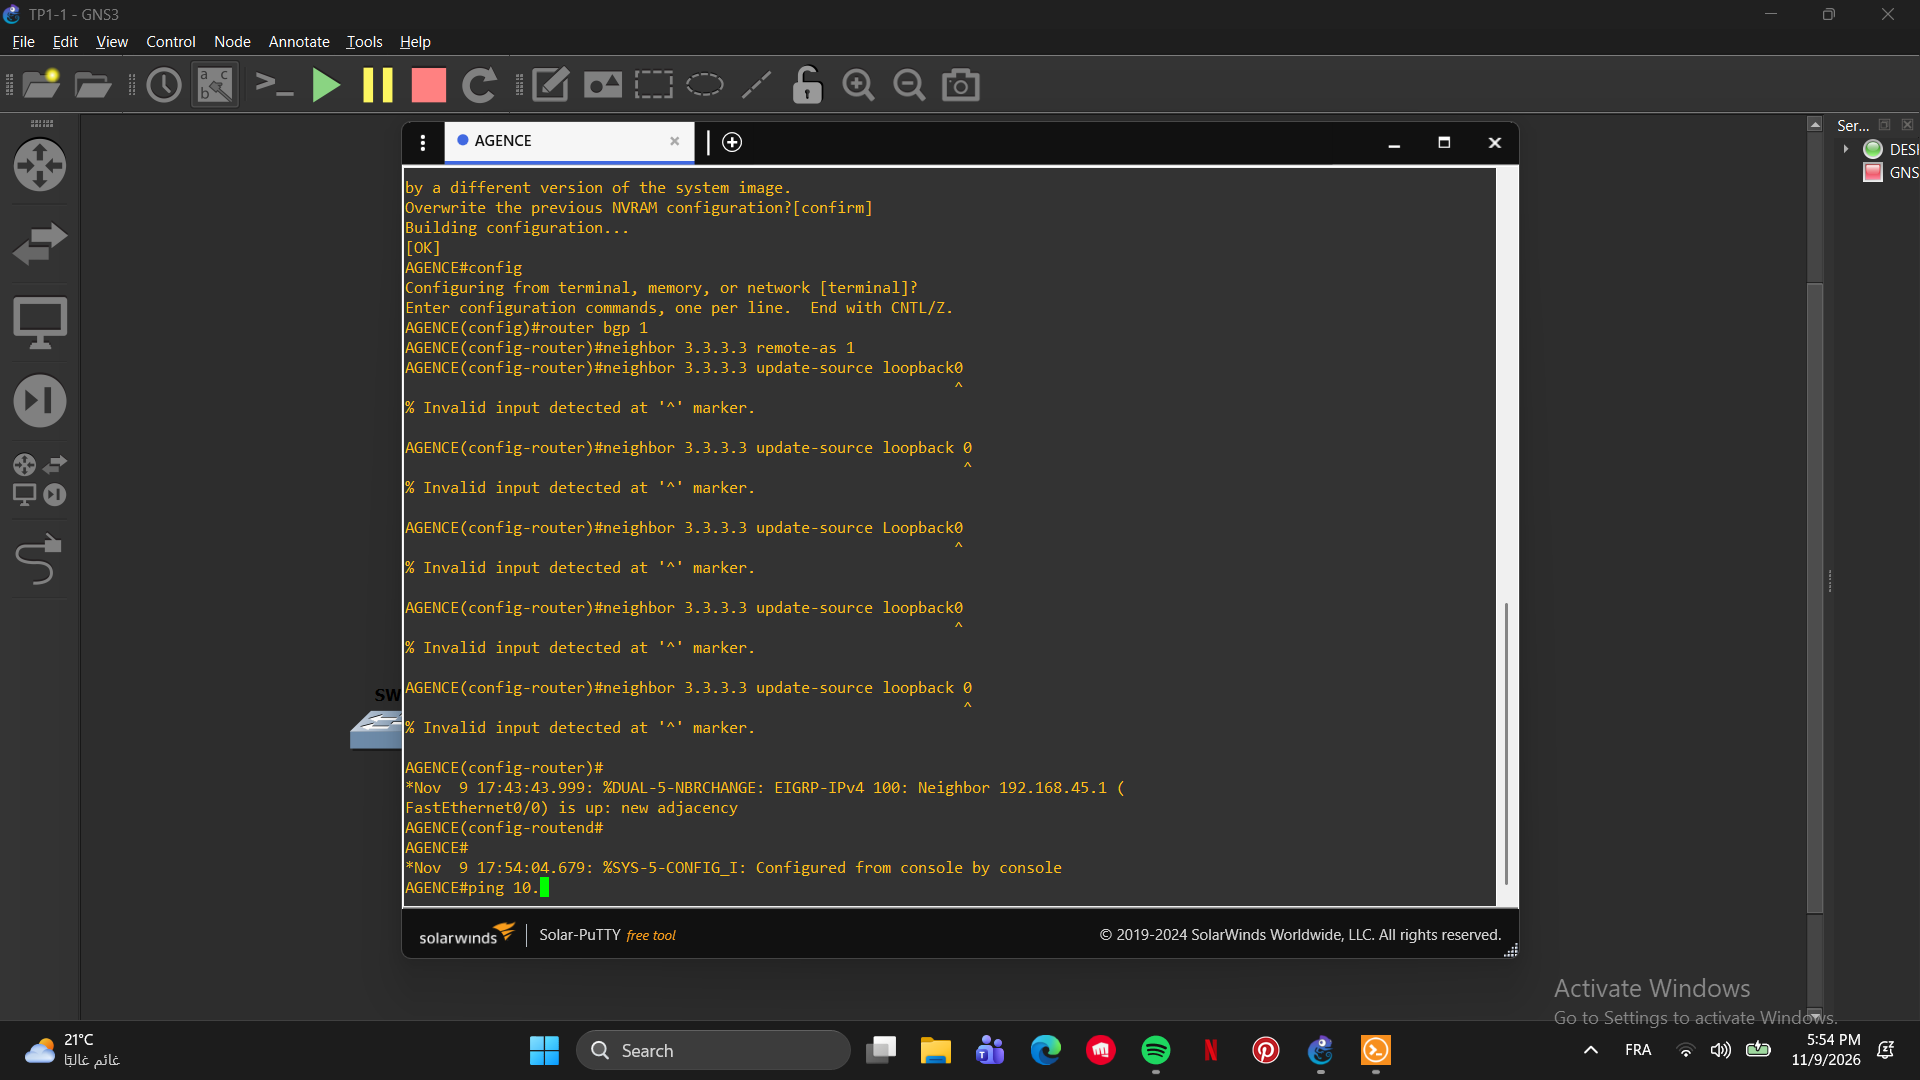 TP1-1 - GNS3
File Edit View Control Node Annotate Tools Help
a c
b
Ser...
DESH
GNS
AGENCE
by a different version of the system image.
Overwrite the previous NVRAM configuration?[confirm]
Building configuration...
[OK]
AGENCE#config
Configuring from terminal, memory, or network [terminal]?
Enter configuration commands, one per line.  End with CNTL/Z.
AGENCE(config)#router bgp 1
AGENCE(config-router)#neighbor 3.3.3.3 remote-as 1
AGENCE(config-router)#neighbor 3.3.3.3 update-source loopback0
^
% Invalid input detected at '^' marker.
AGENCE(config-router)#neighbor 3.3.3.3 update-source loopback 0
^
% Invalid input detected at '^' marker.
AGENCE(config-router)#neighbor 3.3.3.3 update-source Loopback0
^
% Invalid input detected at '^' marker.
AGENCE(config-router)#neighbor 3.3.3.3 update-source loopback0
^
% Invalid input detected at '^' marker.
AGENCE(config-router)#neighbor 3.3.3.3 update-source loopback 0
^
% Invalid input detected at '^' marker.
AGENCE(config-router)#
*Nov  9 17:43:43.999: %DUAL-5-NBRCHANGE: EIGRP-IPv4 100: Neighbor 192.168.45.1 (
FastEthernet0/0) is up: new adjacency
AGENCE(config-routend#
AGENCE#
*Nov  9 17:54:04.679: %SYS-5-CONFIG_I: Configured from console by console
AGENCE#ping 10.
SW
solarwinds
Solar-PuTTY free tool
© 2019-2024 SolarWinds Worldwide, LLC. All rights reserved.
Activate Windows
Go to Settings to activate Windows.
21°C
غائم غالبًا
Search
FRA
5:54 PM
11/9/2026